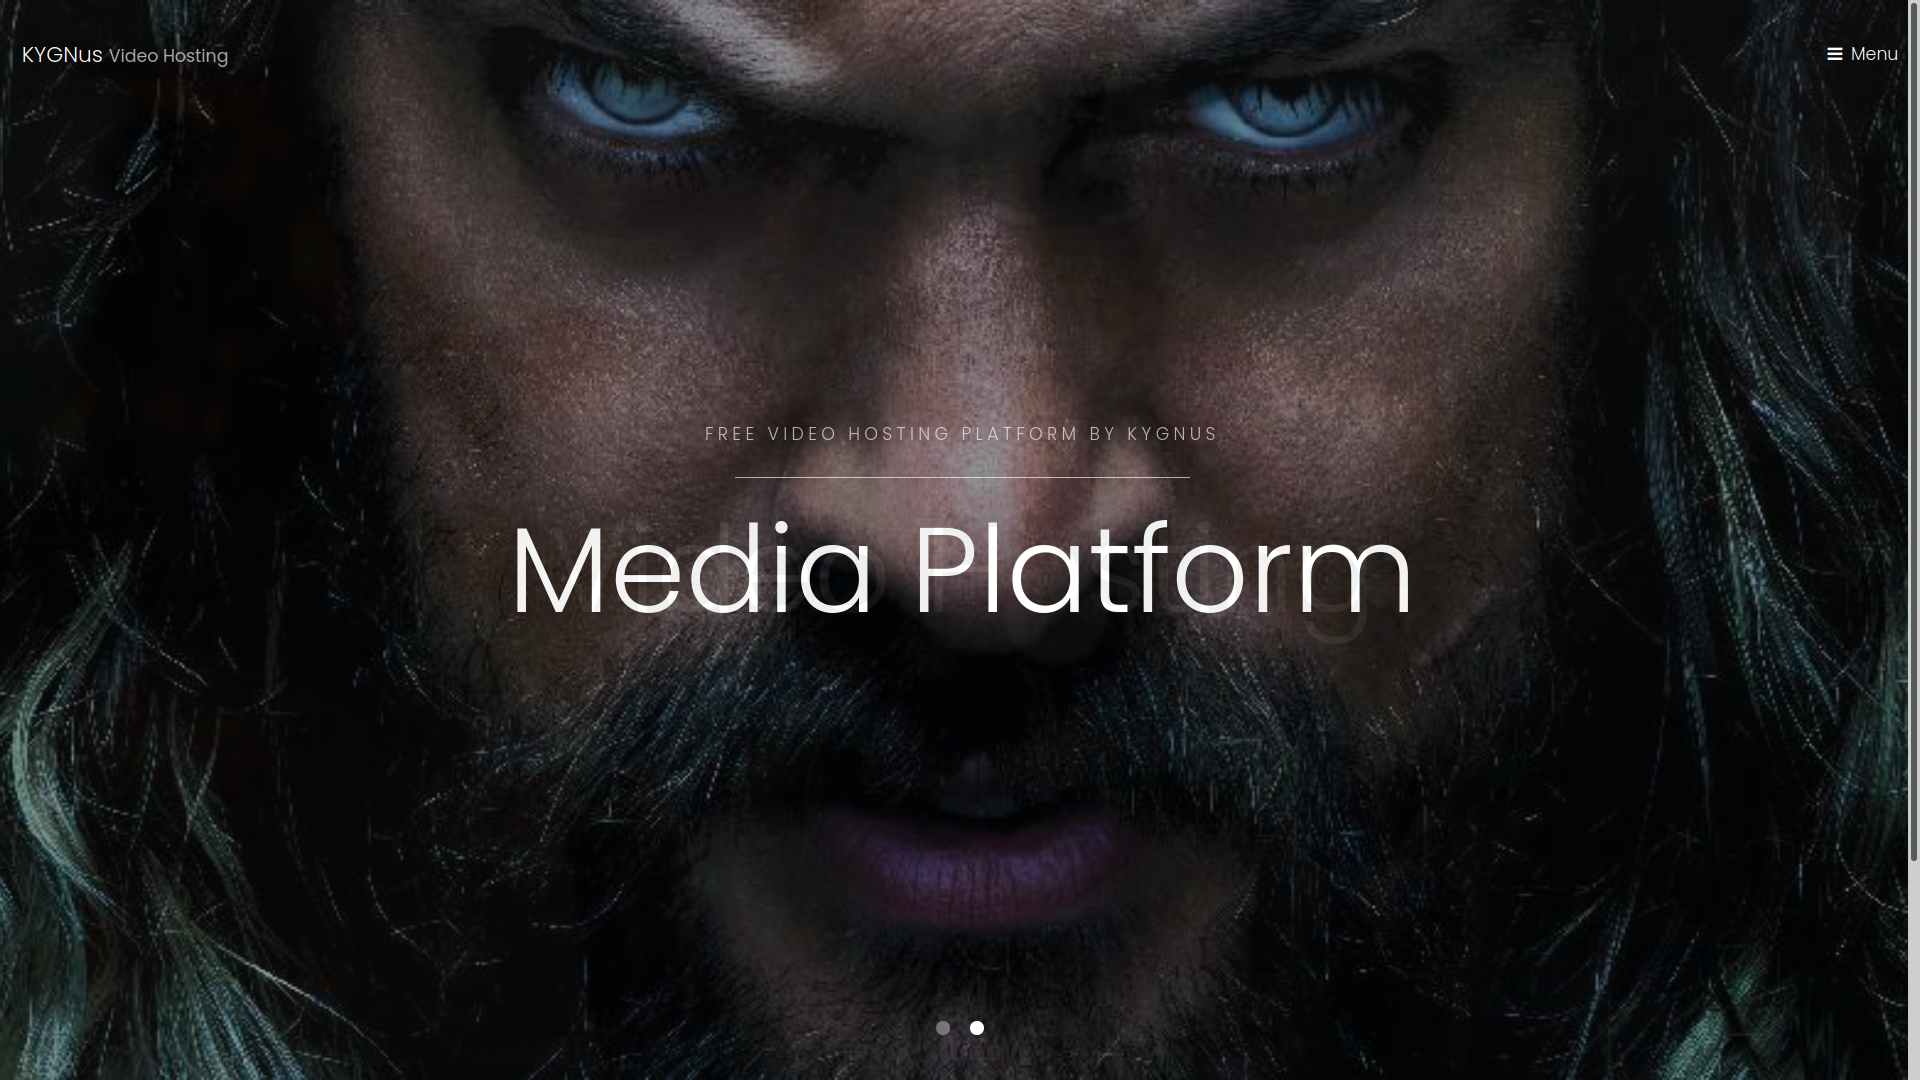 KYGNus Video Hosting
Menu
FREE VIDEO HOSTING PLATFORM BY KYGNUS
Media Platform